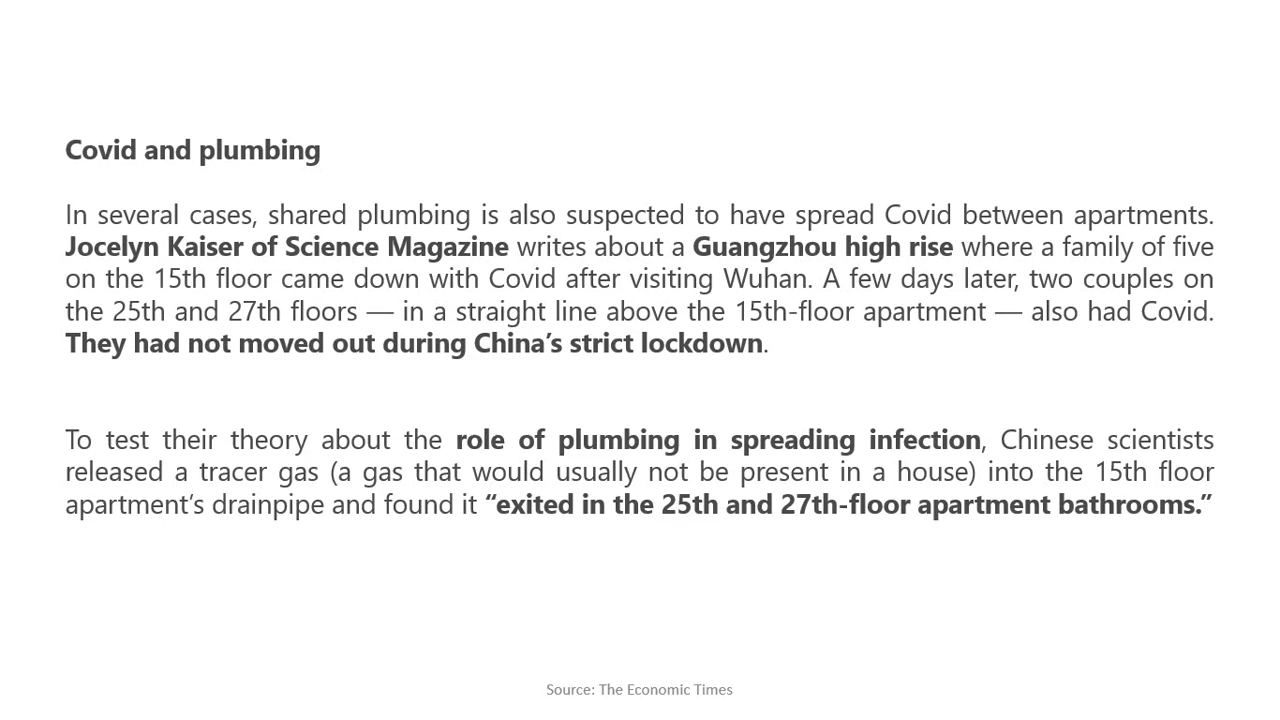 Covid and plumbing
In several cases, shared plumbing is also suspected to have spread Covid between apartments.
Jocelyn Kaiser of Science Magazine writes about a Guangzhou high rise where a family of five
on the 15th floor came down with Covid after visiting Wuhan. A few days later, two couples on
the 25th and 27th floors — in a straight line above the 15th-floor apartment — also had Covid.
They had not moved out during China’s strict lockdown.
To test their theory about the role of plumbing in spreading infection, Chinese scientists
released a tracer gas (a gas that would usually not be present in a house) into the 15th floor
apartment’s drainpipe and found it “exited in the 25th and 27th-floor apartment bathrooms.”
Source: The Economic Times